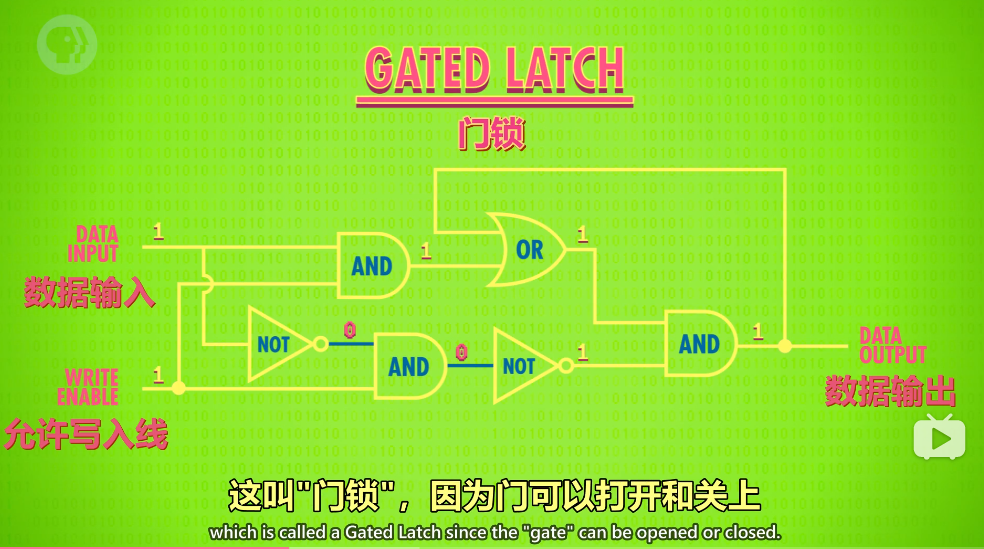 GATED LATCH
门锁
DATA
INPUT
数据输入
1
AND
1
OR
1
NOT
0
AND
0
NOT
1
AND
1
DATA
OUTPUT
数据输出
WRITE
ENABLE
1
允许写入线
这叫"门锁"，因为门可以打开和关上
which is called a Gated Latch since the "gate" can be opened or closed.